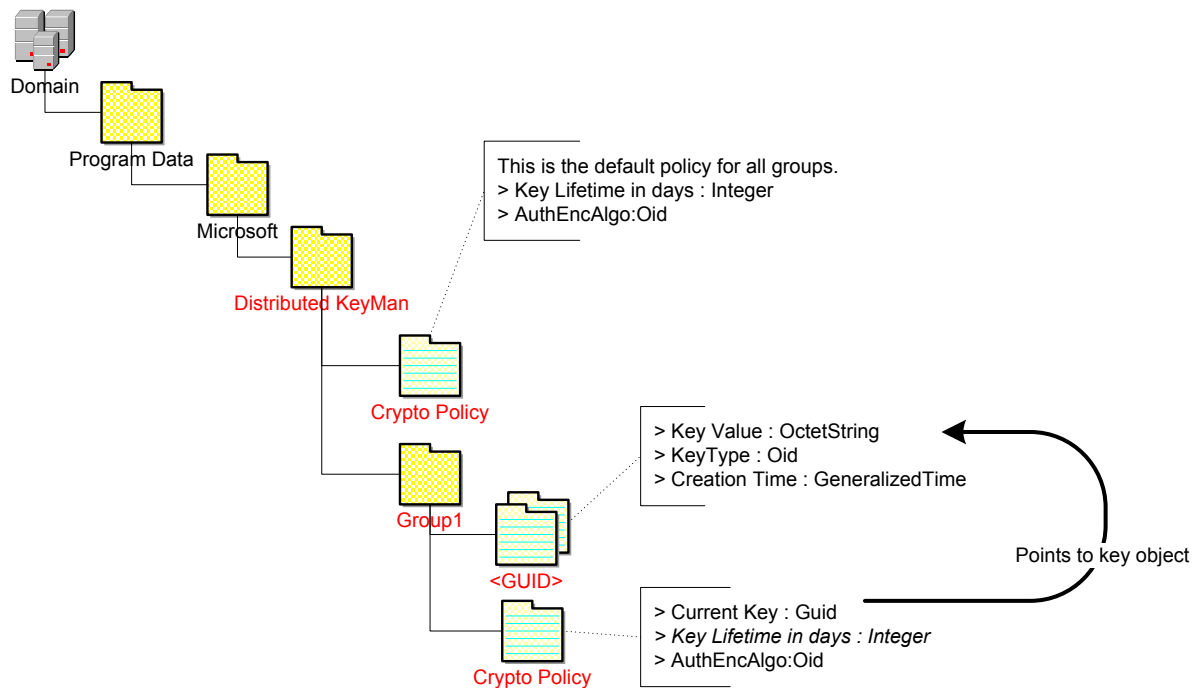 Domain
Program Data
Microsoft
Distributed KeyMan
This is the default policy for all groups.
> Key Lifetime in days : Integer
> AuthEncAlgo:Oid
Crypto Policy
Group1
> Key Value : OctetString
> KeyType : Oid
> Creation Time : GeneralizedTime
<GUID>
Points to key object
Crypto Policy
> Current Key : Guid
> Key Lifetime in days : Integer
> AuthEncAlgo:Oid